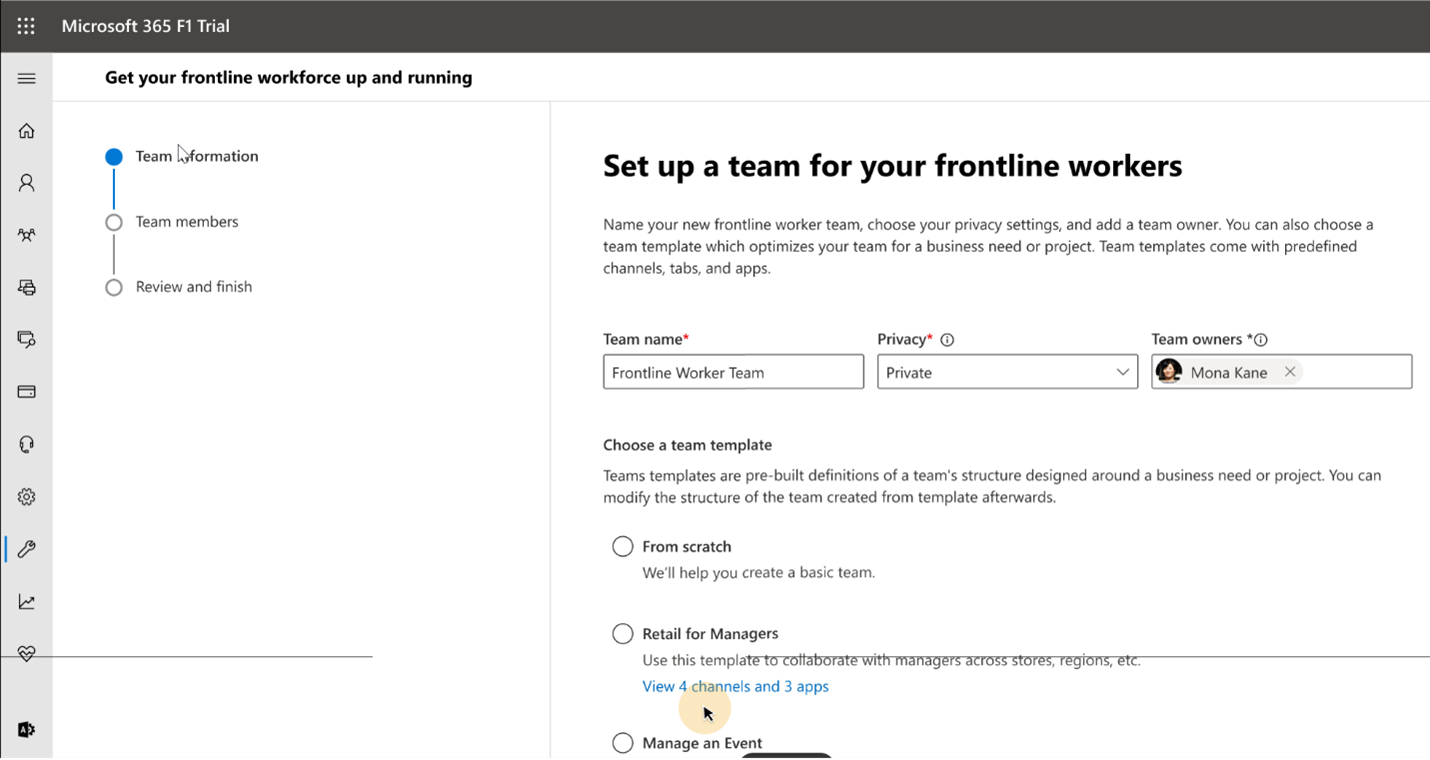 Microsoft 365 F1 Trial
Get your frontline workforce up and running
Team information
Team members
Review and finish
Set up a team for your frontline workers
Name your new frontline worker team, choose your privacy settings, and add a team owner. You can also choose a
team template which optimizes your team for a business need or project. Team templates come with predefined
channels, tabs, and apps.
Team name* Privacy* Team owners *
Frontline Worker Team Private Mona Kane
Choose a team template
Teams templates are pre-built definitions of a team's structure designed around a business need or project. You can
modify the structure of the team created from template afterwards.
From scratch
We'll help you create a basic team.
Retail for Managers
Use this template to collaborate with managers across stores, regions, etc.
View 4 channels and 3 apps
Manage an Event